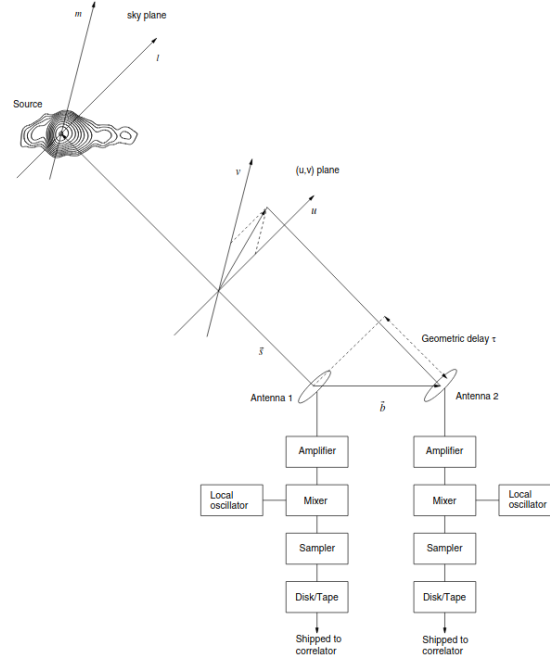 m
sky plane
l
Source
v
(u,v) plane
u
Geometric delay τ
s⃗
Antenna 1
b⃗
Antenna 2
Amplifier
Amplifier
Local
oscillator
Mixer
Mixer
Local
oscillator
Sampler
Sampler
Disk/Tape
Disk/Tape
Shipped to
correlator
Shipped to
correlator